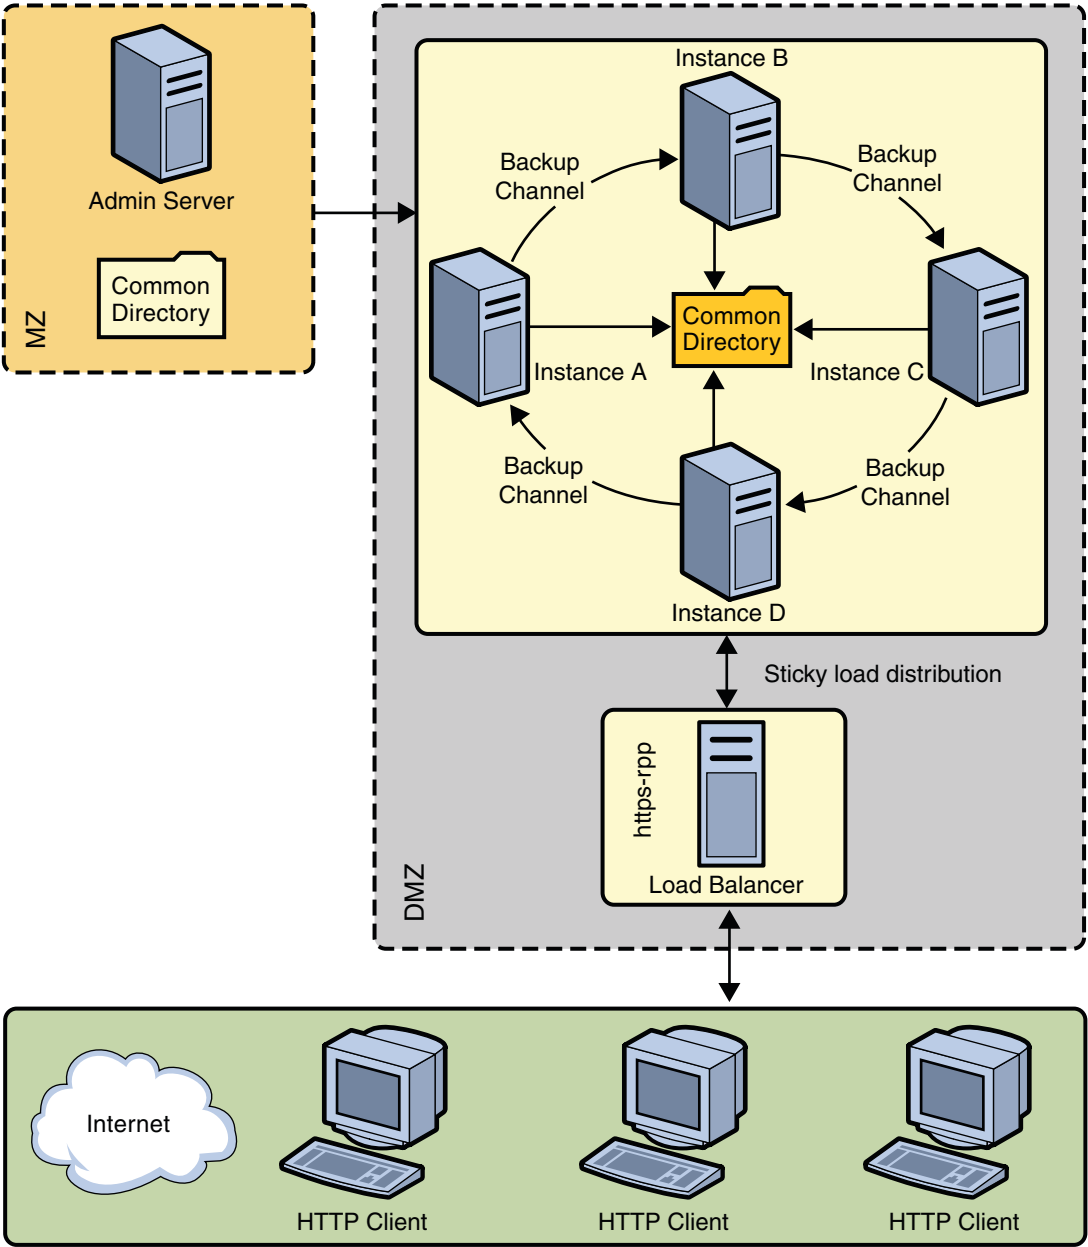 Admin Server
Common
Directory
MZ
Instance B
Backup
Channel
Backup
Channel
Common
Directory
Instance A
Instance C
Backup
Channel
Backup
Channel
Instance D
Sticky load distribution
https-rpp
Load Balancer
DMZ
Internet
HTTP Client
HTTP Client
HTTP Client